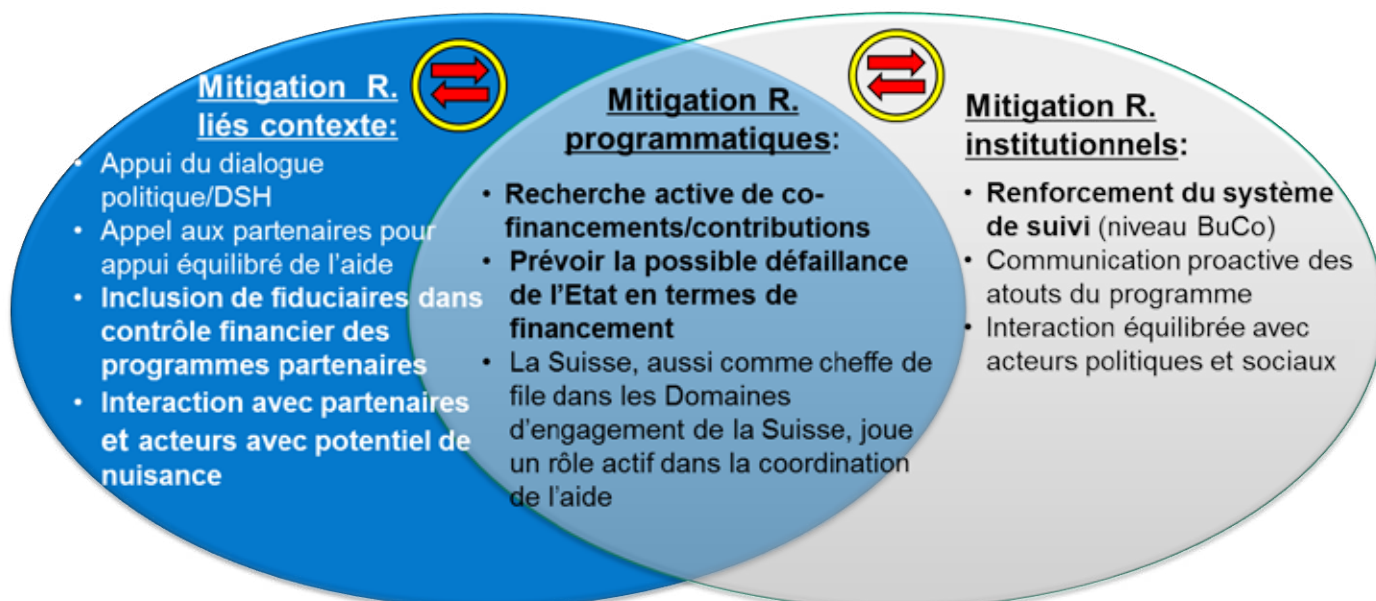 Mitigation R.
liés contexte:
• Appui du dialogue
politique/DSH
• Appel aux partenaires pour
appui équilibré de l'aide
• Inclusion de fiduciaires dans
contrôle financier des
programmes partenaires
• Interaction avec partenaires
et acteurs avec potentiel de
nuisance
Mitigation R.
programmatiques:
• Recherche active de co-
financements/contributions
• Prévoir la possible défaillance
de l'Etat en termes de
financement
• La Suisse, aussi comme cheffe de
file dans les Domaines
d'engagement de la Suisse, joue
un rôle actif dans la coordination
de l'aide
Mitigation R.
institutionnels:
• Renforcement du système
de suivi (niveau BuCo)
• Communication proactive des
atouts du programme
• Interaction équilibrée avec
acteurs politiques et sociaux